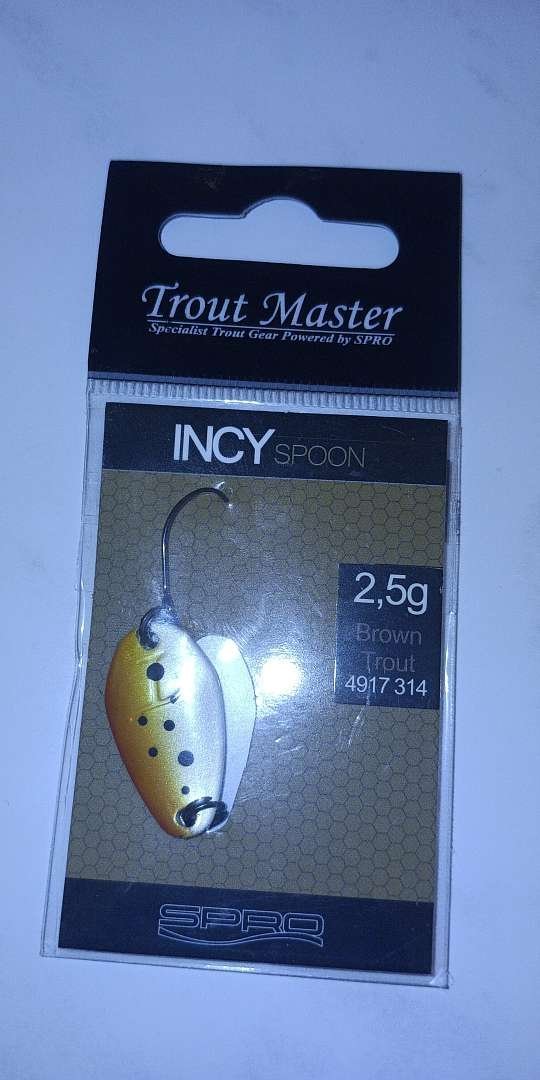 Trout Master
Specialist Trout Gear Powered by SPRO
INCY SPOON
2,5g
Brown
Trout
4917 314
SPRO